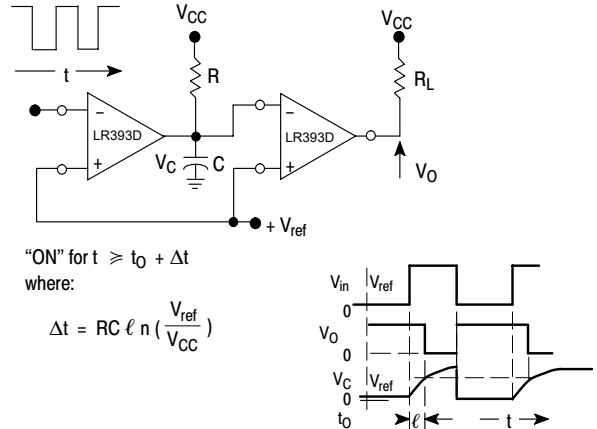 V_CC
V_CC
t
R
R_L
−
LR393D
+
−
LR393D
+
V_C
C
V_O
+ V_ref
“ON” for t ≥ t_O + Δt
where:
Δt = RC ℓ n ( V_ref / V_CC )
V_in
V_ref
0
V_O
0
V_C
V_ref
0
t_O
ℓ
t